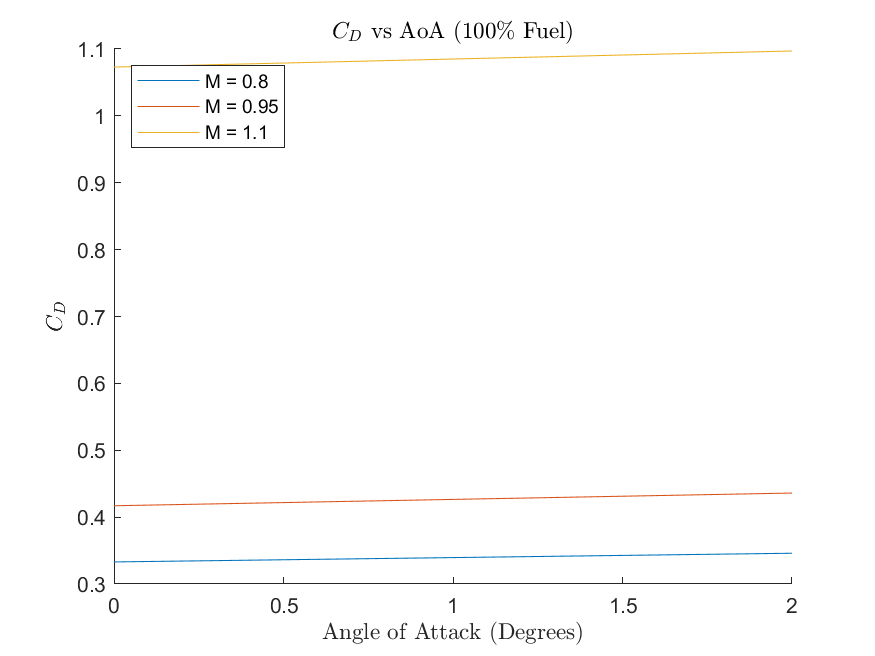 C_D vs AoA (100% Fuel)
1.1
1
0.9
0.8
0.7
0.6
0.5
0.4
0.3
C_D
M = 0.8
M = 0.95
M = 1.1
0 0.5 1 1.5 2
Angle of Attack (Degrees)